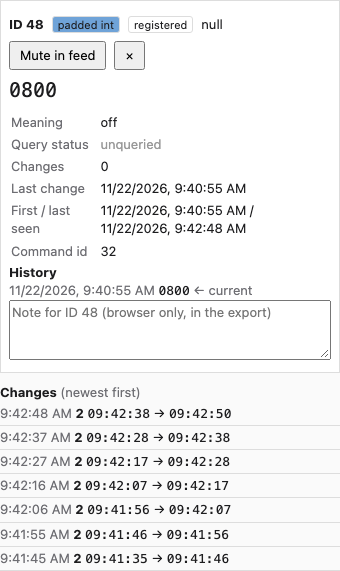 ID 48 padded int registered null
Mute in feed ×
0800
Meaning off
Query status unqueried
Changes 0
Last change 11/22/2026, 9:40:55 AM
First / last seen 11/22/2026, 9:40:55 AM / 11/22/2026, 9:42:48 AM
Command id 32
History
11/22/2026, 9:40:55 AM 0800 ← current
Note for ID 48 (browser only, in the export)
Changes (newest first)
9:42:48 AM 2 09:42:38 → 09:42:50
9:42:37 AM 2 09:42:28 → 09:42:38
9:42:27 AM 2 09:42:17 → 09:42:28
9:42:16 AM 2 09:42:07 → 09:42:17
9:42:06 AM 2 09:41:56 → 09:42:07
9:41:55 AM 2 09:41:46 → 09:41:56
9:41:45 AM 2 09:41:35 → 09:41:46